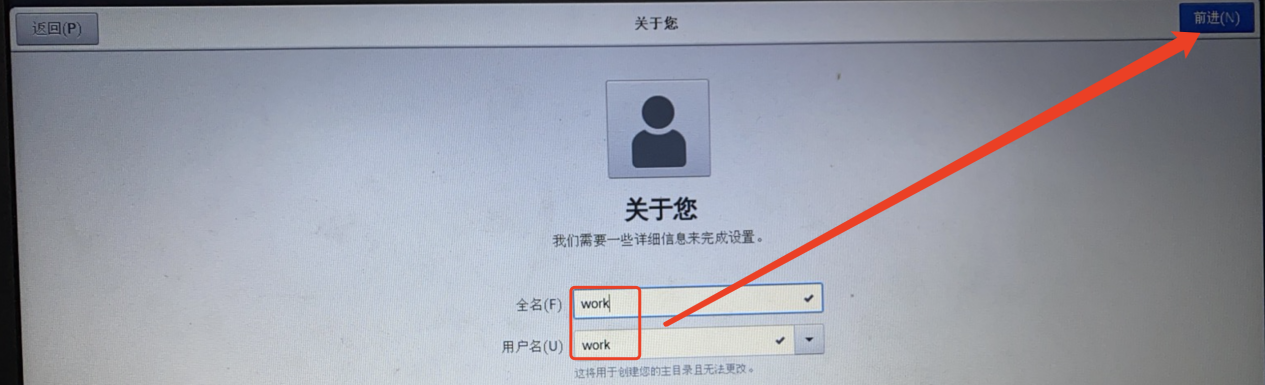 返回(P)
关于您
前进(N)
关于您
我们需要一些详细信息来完成设置。
全名(F)
work
用户名(U)
work
这将用于创建您的主目录且无法更改。